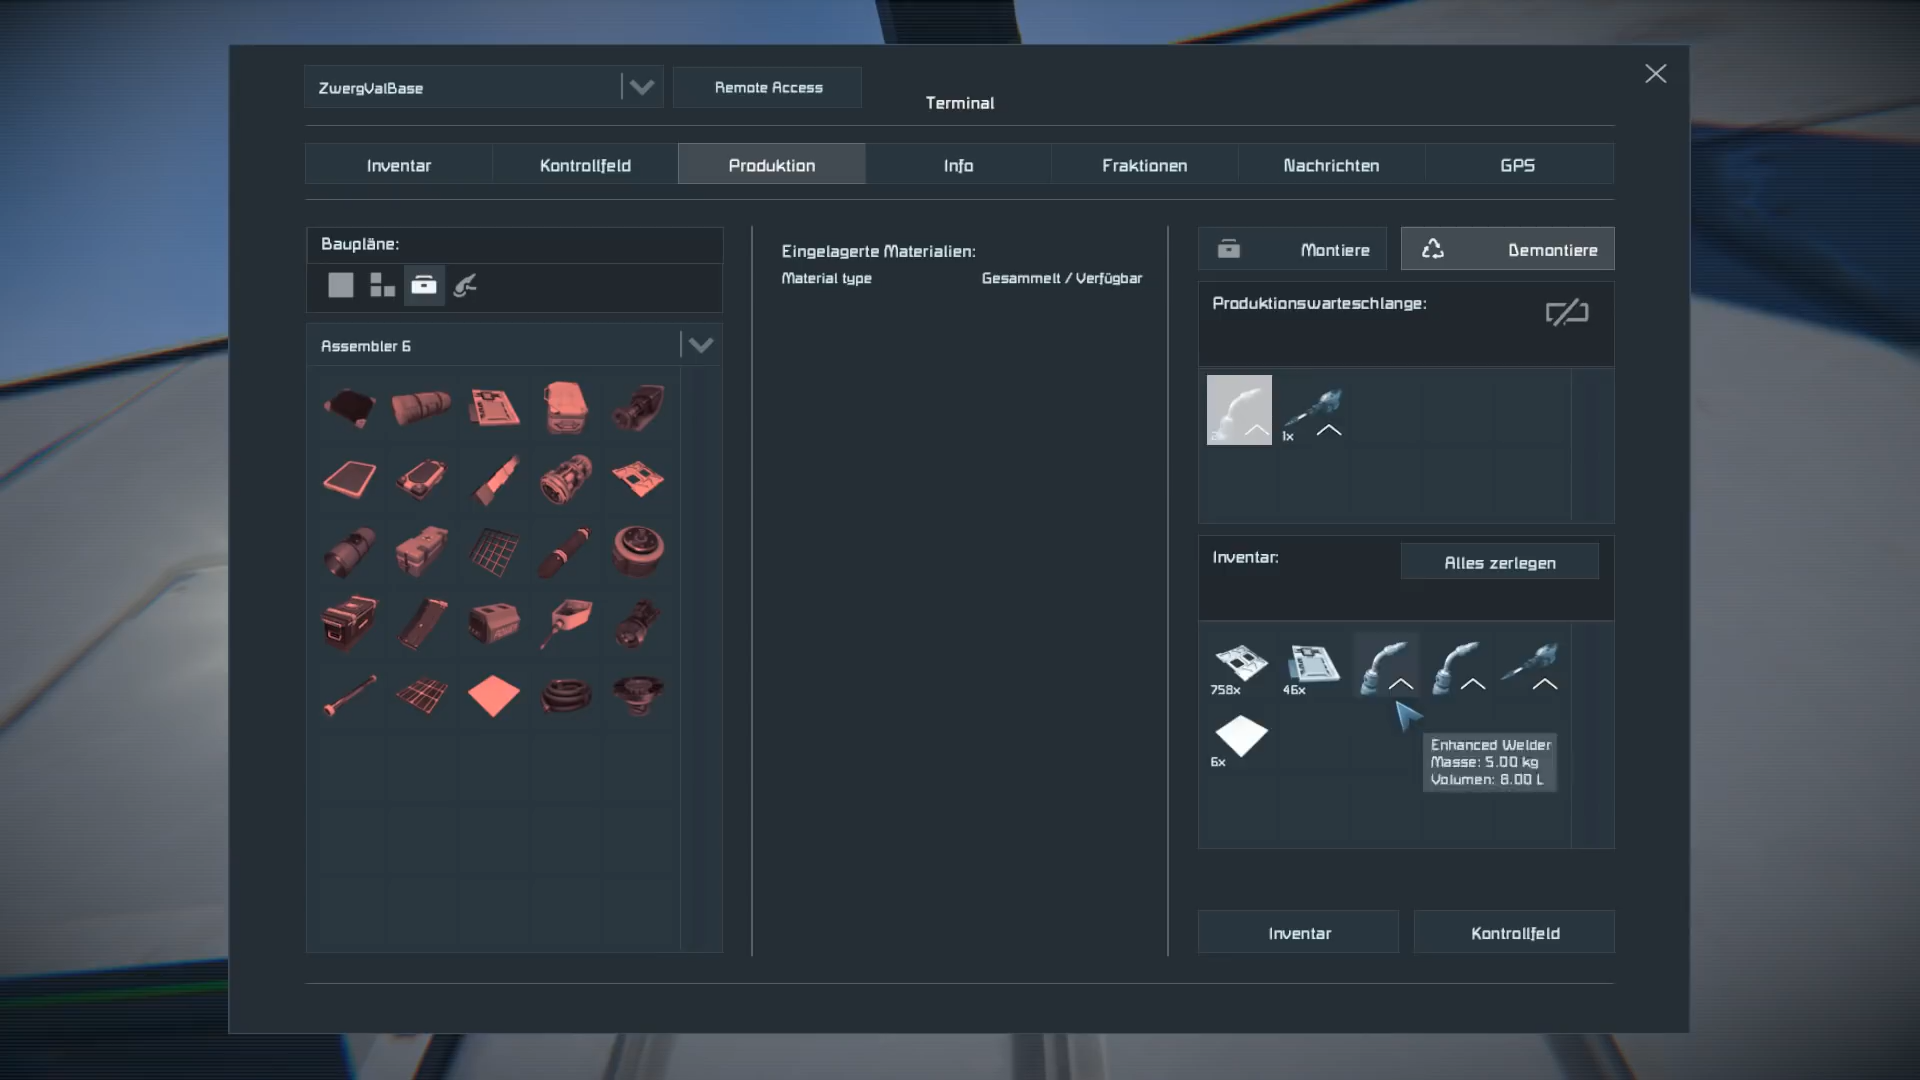 ZwergValBase
Remote Access
Terminal
Inventar
Kontrollfeld
Produktion
Info
Fraktionen
Nachrichten
GPS
Baupläne:
Assembler 6
Eingelagerte Materialien:
Material type
Gesammelt / Verfügbar
Montiere
Demontiere
Produktionswarteschlange:
1x
Inventar:
Alles zerlegen
758x
46x
6x
Enhanced Welder
Masse: 5.00 kg
Volumen: 8.00 L
Inventar
Kontrollfeld